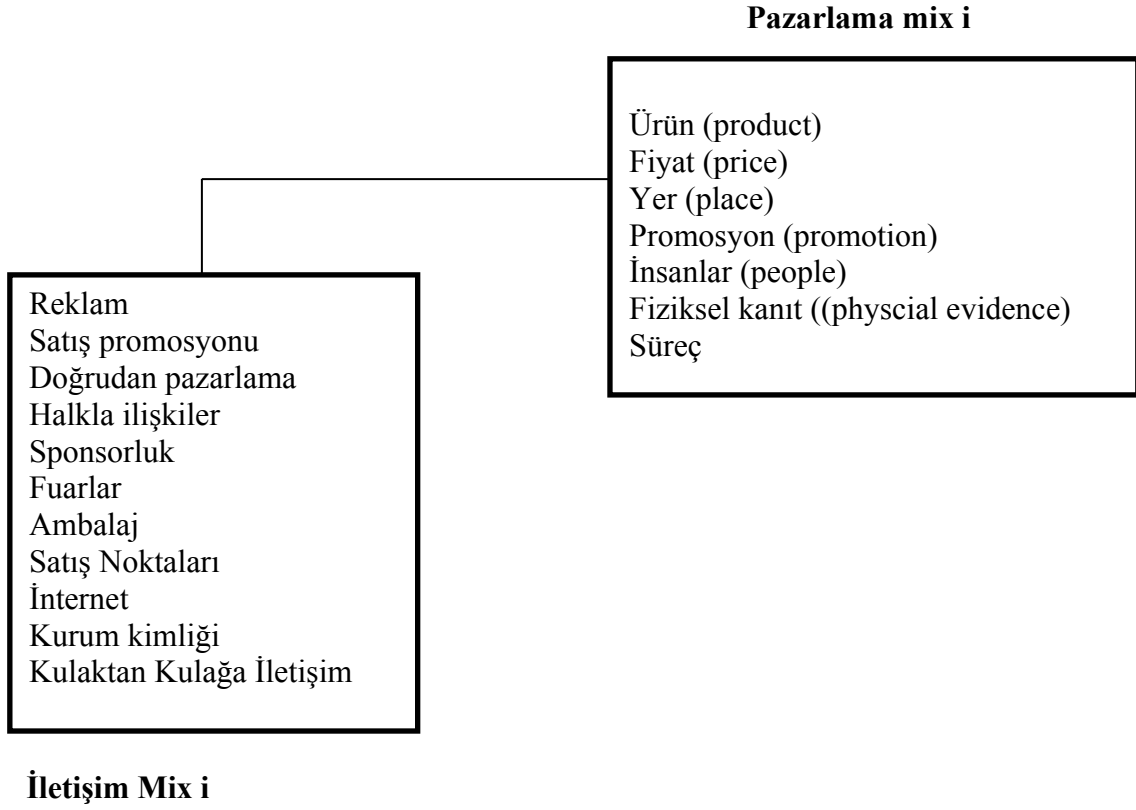 Pazarlama mix i
Ürün (product)
Fiyat (price)
Yer (place)
Promosyon (promotion)
İnsanlar (people)
Fiziksel kanıt ((physcial evidence)
Süreç
Reklam
Satış promosyonu
Doğrudan pazarlama
Halkla ilişkiler
Sponsorluk
Fuarlar
Ambalaj
Satış Noktaları
İnternet
Kurum kimliği
Kulaktan Kulağa İletişim
İletişim Mix i